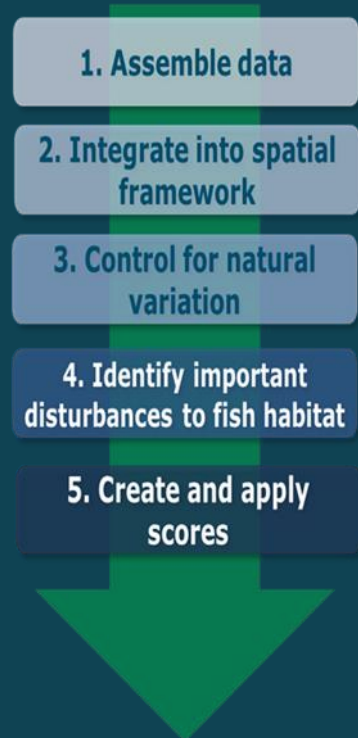 1. Assemble data
2. Integrate into spatial
framework
3. Control for natural
variation
4. Identify important
disturbances to fish habitat
5. Create and apply
scores